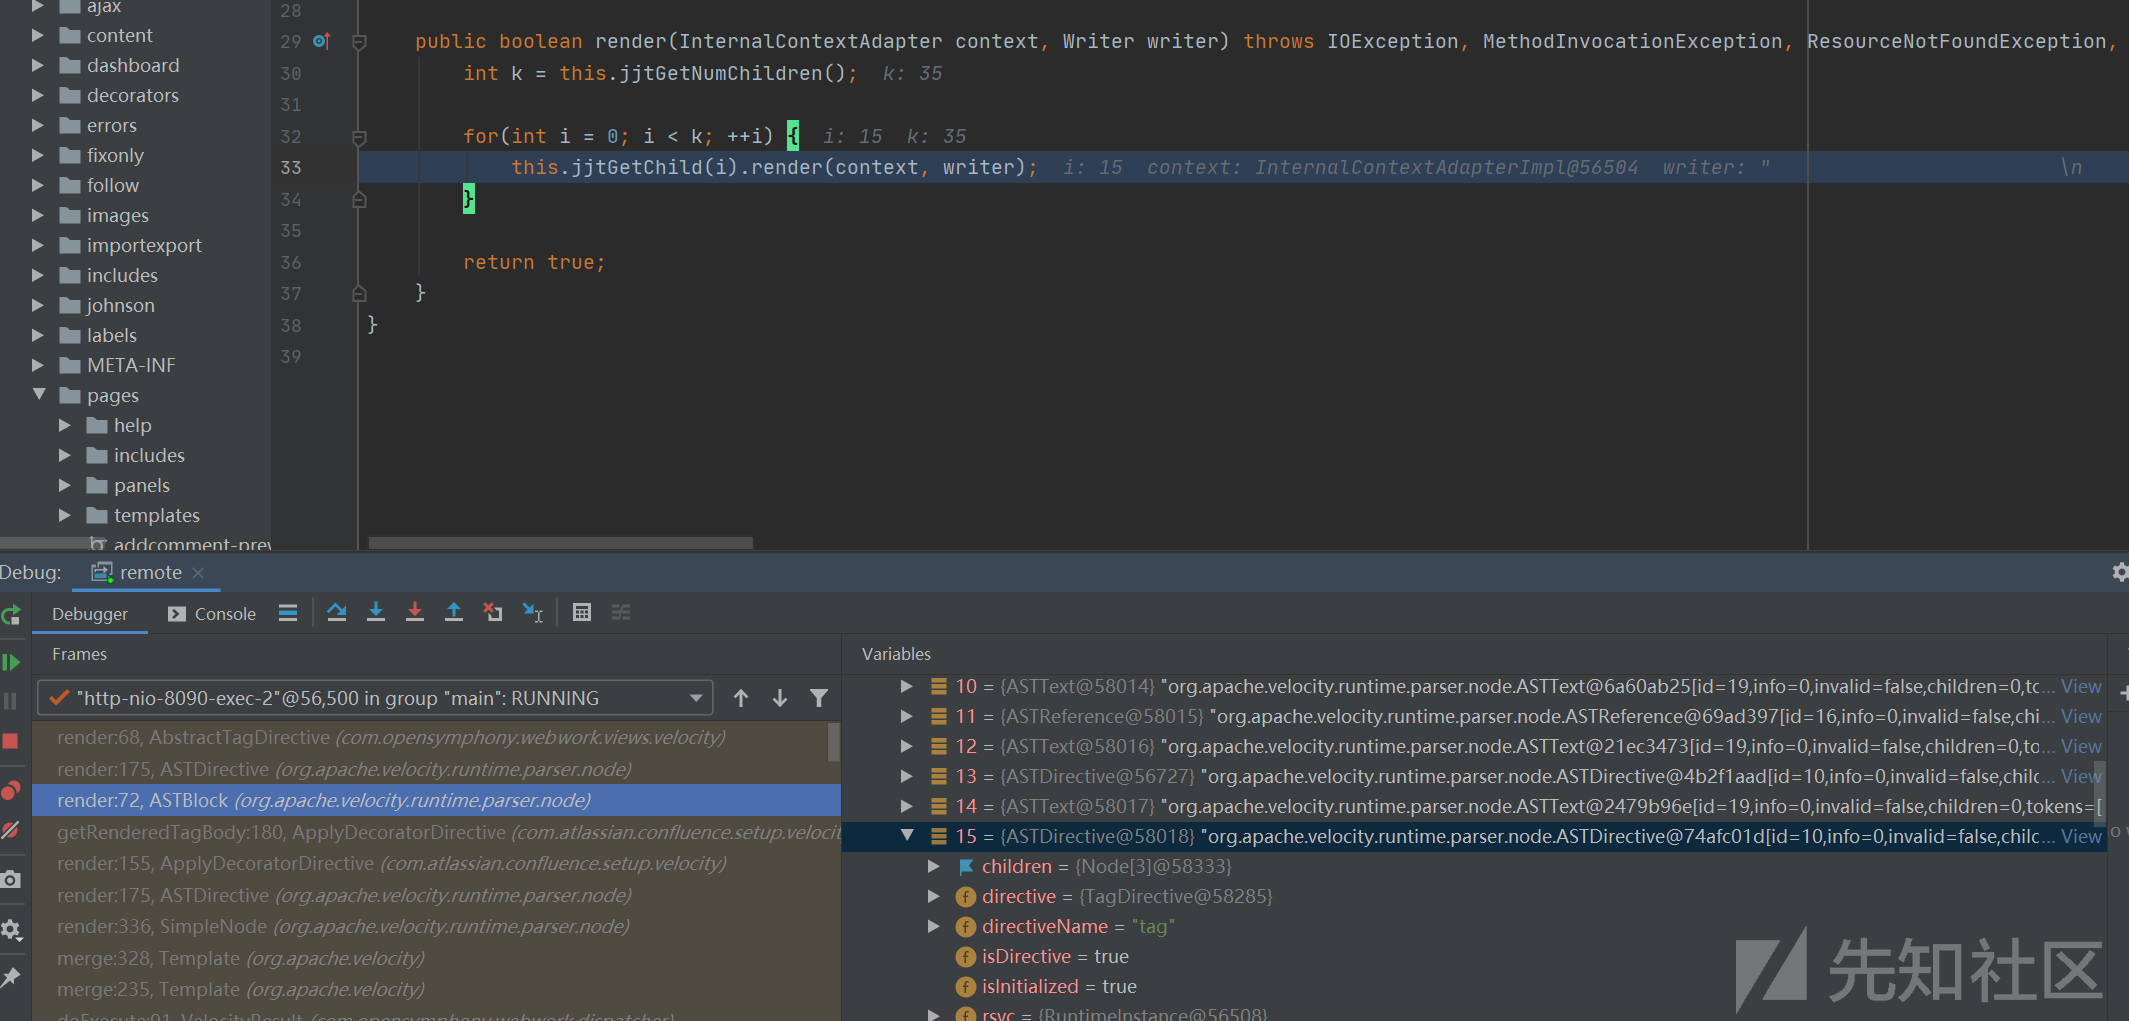 ajax
content
dashboard
decorators
errors
fixonly
follow
images
importexport
includes
johnson
labels
META-INF
pages
help
includes
panels
templates
addcomment-prev
28
29 public boolean render(InternalContextAdapter context, Writer writer) throws IOException, MethodInvocationException, ResourceNotFoundException,
30 int k = this.jjtGetNumChildren(); k: 35
31
32 for(int i = 0; i < k; ++i) { i: 15 k: 35
33 this.jjtGetChild(i).render(context, writer); i: 15 context: InternalContextAdapterImpl@56504 writer: " \n
34 }
35
36 return true;
37 }
38 }
39
Debug: remote
Debugger Console
Frames
"http-nio-8090-exec-2"@56,500 in group "main": RUNNING
render:68, AbstractTagDirective (com.opensymphony.webwork.views.velocity)
render:175, ASTDirective (org.apache.velocity.runtime.parser.node)
render:72, ASTBlock (org.apache.velocity.runtime.parser.node)
getRenderedTagBody:180, ApplyDecoratorDirective (com.atlassian.confluence.setup.velocit
render:155, ApplyDecoratorDirective (com.atlassian.confluence.setup.velocity)
render:175, ASTDirective (org.apache.velocity.runtime.parser.node)
render:336, SimpleNode (org.apache.velocity.runtime.parser.node)
merge:328, Template (org.apache.velocity)
merge:235, Template (org.apache.velocity)
doExecute:91, VelocityResult (com.opensymphony.webwork.dispatcher)
Variables
10 = {ASTText@58014} "org.apache.velocity.runtime.parser.node.ASTText@6a60ab25[id=19,info=0,invalid=false,children=0,tc... View
11 = {ASTReference@58015} "org.apache.velocity.runtime.parser.node.ASTReference@69ad397[id=16,info=0,invalid=false,chi... View
12 = {ASTText@58016} "org.apache.velocity.runtime.parser.node.ASTText@21ec3473[id=19,info=0,invalid=false,children=0,to... View
13 = {ASTDirective@56727} "org.apache.velocity.runtime.parser.node.ASTDirective@4b2f1aad[id=10,info=0,invalid=false,chilc... View
14 = {ASTText@58017} "org.apache.velocity.runtime.parser.node.ASTText@2479b96e[id=19,info=0,invalid=false,children=0,tokens=[
15 = {ASTDirective@58018} "org.apache.velocity.runtime.parser.node.ASTDirective@74afc01d[id=10,info=0,invalid=false,chilc... View
children = {Node[3]@58333}
directive = {TagDirective@58285}
directiveName = "tag"
isDirective = true
isInitialized = true
rsvc = {RuntimeInstance@56508}
先知社区